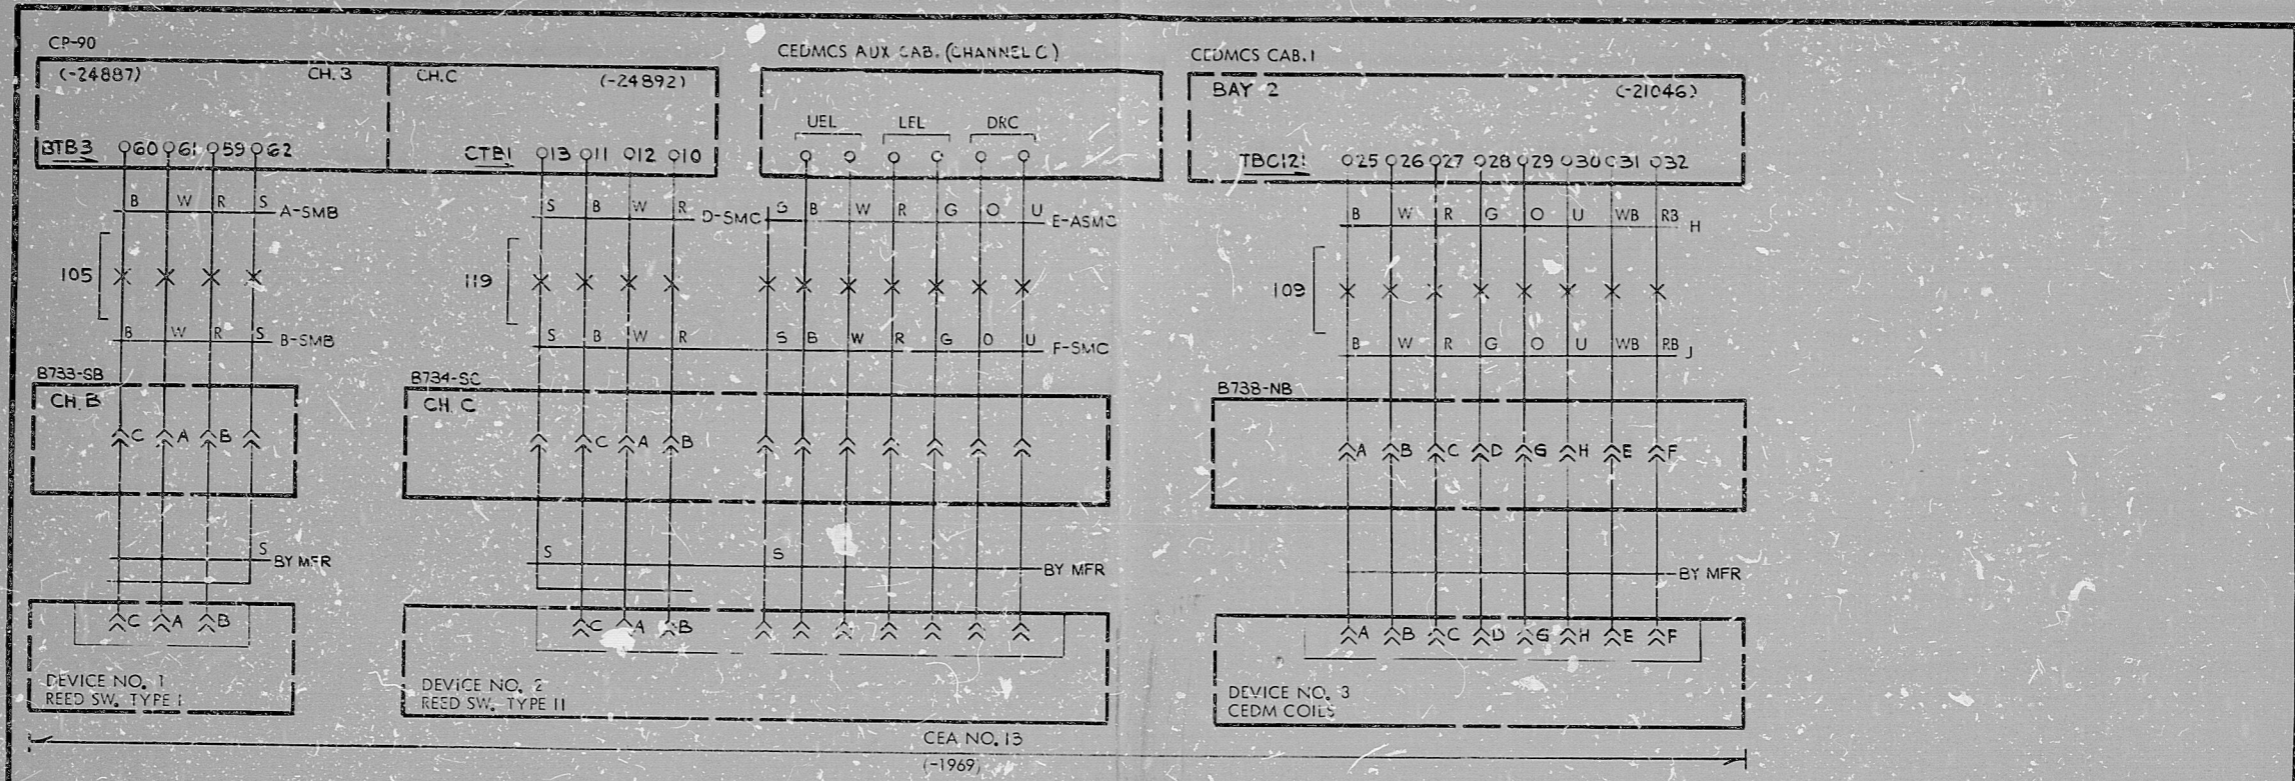 CP-90
CEDMCS AUX CAB. (CHANNEL C)
CEDMCS CAB. 1
(-24887) CH. 3 CH. C (-24892)
BAY 2 (-21046)
UEL LEL DRC
BTB3 60 61 59 62
CTB1 13 11 12 10
TBC121 25 26 27 28 29 30 31 32
B W R S A-SMB
S B W R D-SMC
S B W R G O U E-ASMC
B W R G O U WB RB H
105
119
109
B W R S B-SMB
S B W R S B W R G O U F-SMC
B W R G O U WB RB J
B733-SB
B734-SC
B738-NB
CH. B
CH. C
C A B
C A B
A B C D G H E F
S BY MFR
S S BY MFR
BY MFR
C A B
C A B
A B C D G H E F
DEVICE NO. 1
REED SW. TYPE I
DEVICE NO. 2
REED SW. TYPE II
DEVICE NO. 3
CEDM COILS
CEA NO. 13
(-1969)